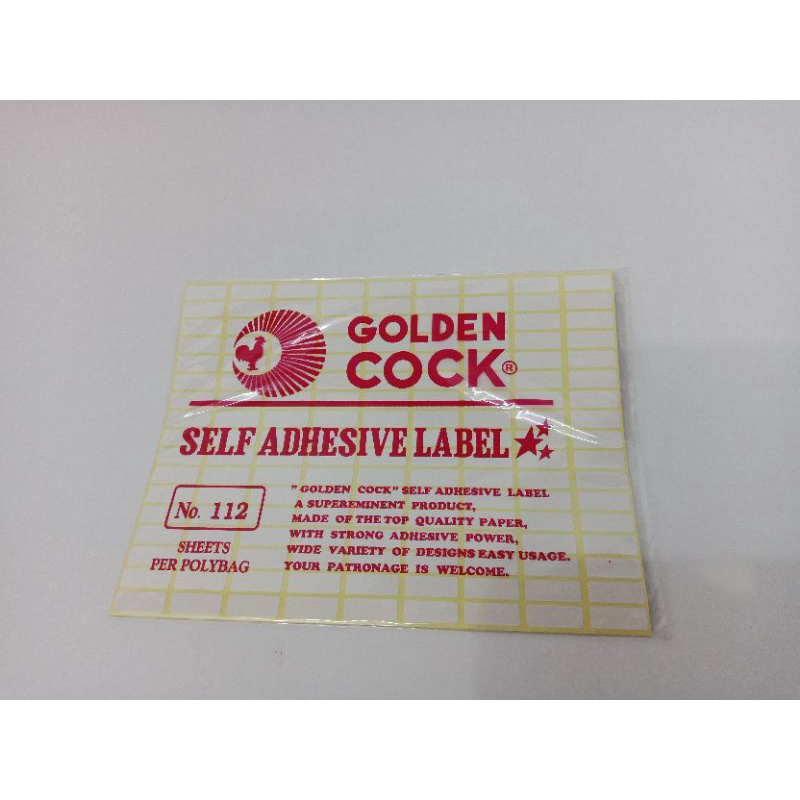 GOLDEN
COCK®
SELF ADHESIVE LABEL
No. 112
SHEETS
PER POLYBAG
"GOLDEN COCK" SELF ADHESIVE LABEL
A SUPEREMINENT PRODUCT,
MADE OF THE TOP QUALITY PAPER,
WITH STRONG ADHESIVE POWER,
WIDE VARIETY OF DESIGNS EASY USAGE.
YOUR PATRONAGE IS WELCOME.